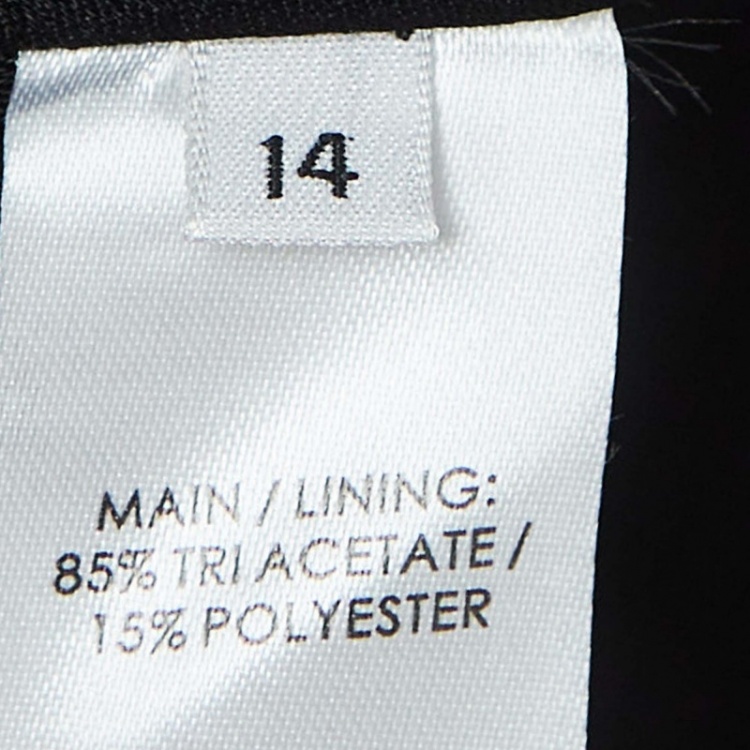 14
MAIN / LINING:
85% TRI ACETATE /
15% POLYESTER